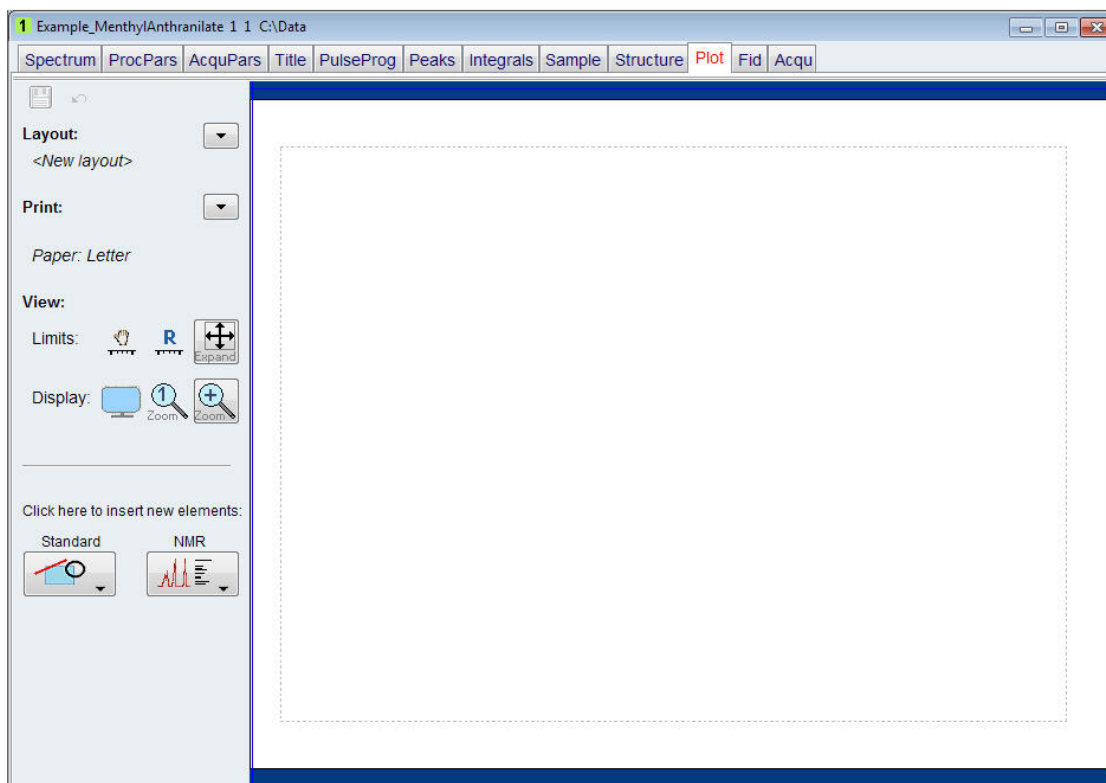 1 Example_MenthylAnthranilate 1 1 C:\Data
Spectrum ProcPars AcquPars Title PulseProg Peaks Integrals Sample Structure Plot Fid Acqu
Layout:
<New layout>
Print:
Paper: Letter
View:
Limits: R Expand
Display: 1 Zoom Zoom
Click here to insert new elements:
Standard NMR